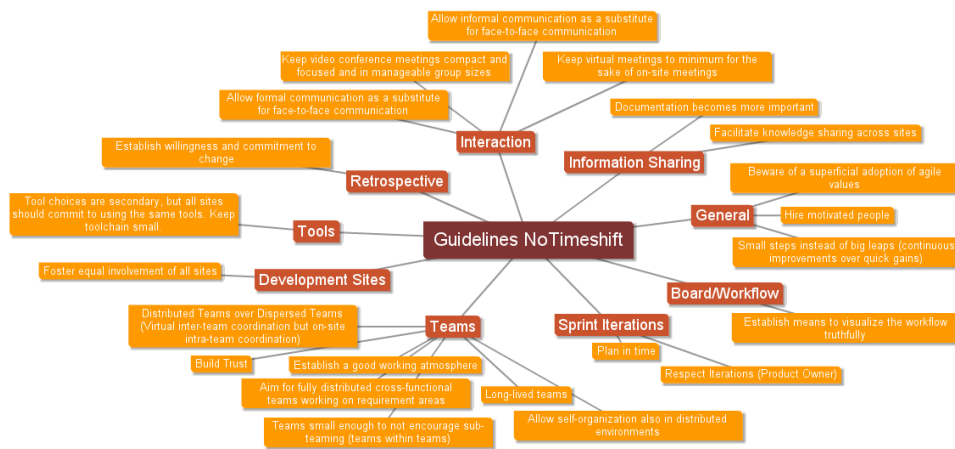 Allow informal communication as a substitute
for face-to-face communication
Keep video conference meetings compact and
focused and in manageable group sizes
Keep virtual meetings to minimum for the
sake of on-site meetings
Allow formal communication as a substitute
for face-to-face communication
Interaction
Documentation becomes more important
Facilitate knowledge sharing across sites
Information Sharing
Establish willingness and commitment to
change
Retrospective
Beware of a superficial adoption of agile
values
General
Hire motivated people
Small steps instead of big leaps (continuous
improvements over quick gains)
Tool choices are secondary, but all sites
should commit to using the same tools. Keep
toolchain small.
Tools
Guidelines NoTimeshift
Foster equal involvement of all sites
Development Sites
Board/Workflow
Establish means to visualize the workflow
truthfully
Distributed Teams over Dispersed Teams
(Virtual inter-team coordination but on-site
intra-team coordination)
Teams
Sprint Iterations
Plan in time
Respect Iterations (Product Owner)
Build Trust
Establish a good working atmosphere
Aim for fully distributed cross-functional
teams working on requirement areas
Long-lived teams
Teams small enough to not encourage sub-
teaming (teams within teams)
Allow self-organization also in distributed
environments